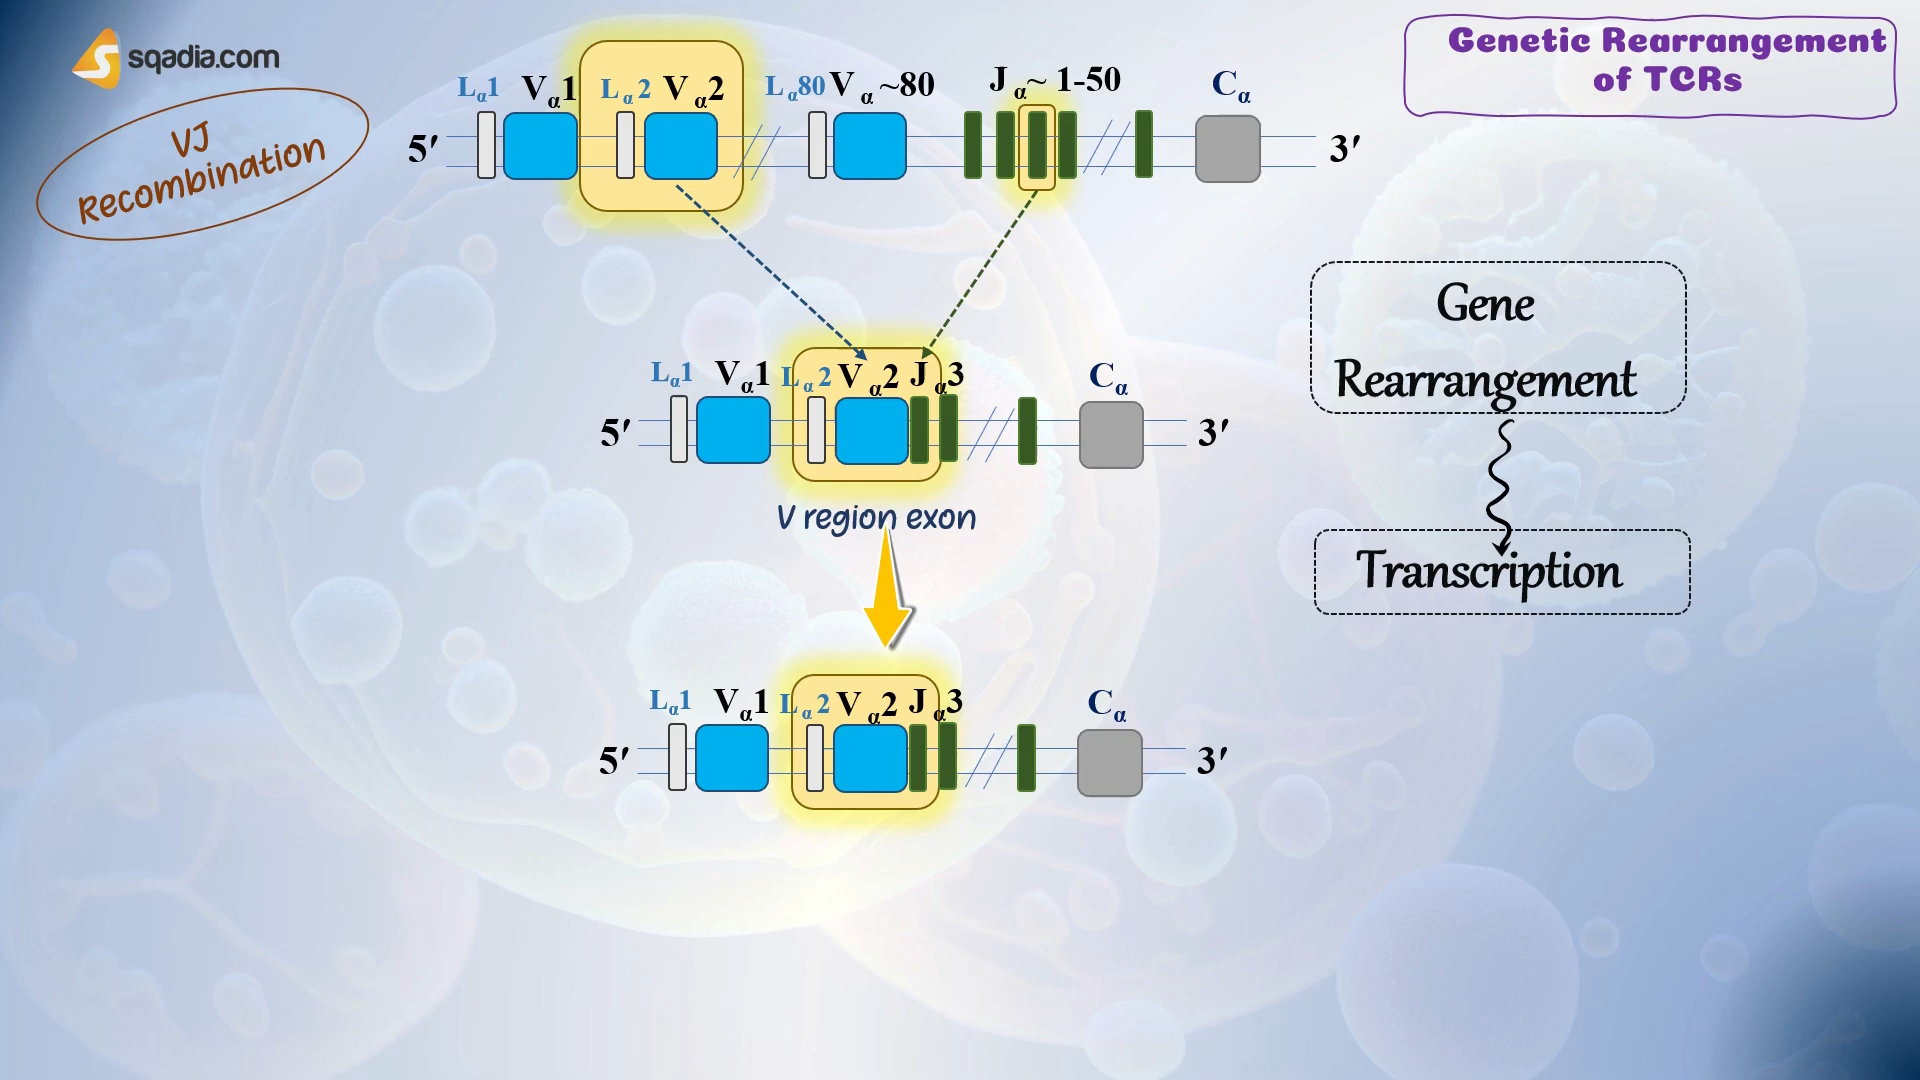 sqadia.com
Genetic Rearrangement
of TCRs
VJ
Recombination
Lα1 Vα1 Lα2 Vα2 Lα80 Vα~80 Jα~ 1-50 Cα
5′ 3′
Gene
Rearrangement
Lα1 Vα1 Lα2 Vα2 Jα3 Cα
5′ 3′
V region exon
Transcription
Lα1 Vα1 Lα2 Vα2 Jα3 Cα
5′ 3′